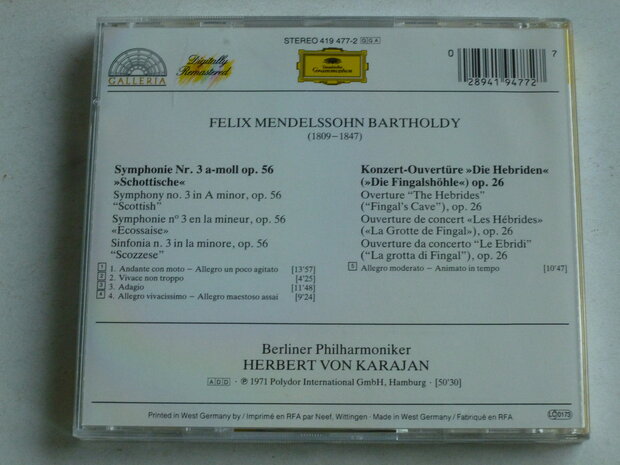 GALLERIA
Digitally
Remastered
STEREO 419 477-2 GGA
Deutsche
Grammophon
0
28941 94772
7
FELIX MENDELSSOHN BARTHOLDY
(1809–1847)
Symphonie Nr. 3 a-moll op. 56
»Schottische«
Symphony no. 3 in A minor, op. 56
“Scottish”
Symphonie nº 3 en la mineur, op. 56
«Ecossaise»
Sinfonia n. 3 in la minore, op. 56
“Scozzese”
1 1. Andante con moto – Allegro un poco agitato [13'57]
2 2. Vivace non troppo [4'25]
3 3. Adagio [11'48]
4 4. Allegro vivacissimo – Allegro maestoso assai [9'24]
Konzert-Ouvertüre »Die Hebriden«
(»Die Fingalshöhle«) op. 26
Overture “The Hebrides”
(“Fingal's Cave”), op. 26
Ouverture de concert «Les Hébrides»
(«La Grotte de Fingal»), op. 26
Ouverture da concerto “Le Ebridi”
(“La grotta di Fingal”), op. 26
5 Allegro moderato – Animato in tempo [10'47]
Berliner Philharmoniker
HERBERT VON KARAJAN
ADD · ℗ 1971 Polydor International GmbH, Hamburg · [50'30]
Printed in West Germany by / Imprimé en RFA par Neef, Wittingen · Made in West Germany / Fabriqué en RFA
LC 0173